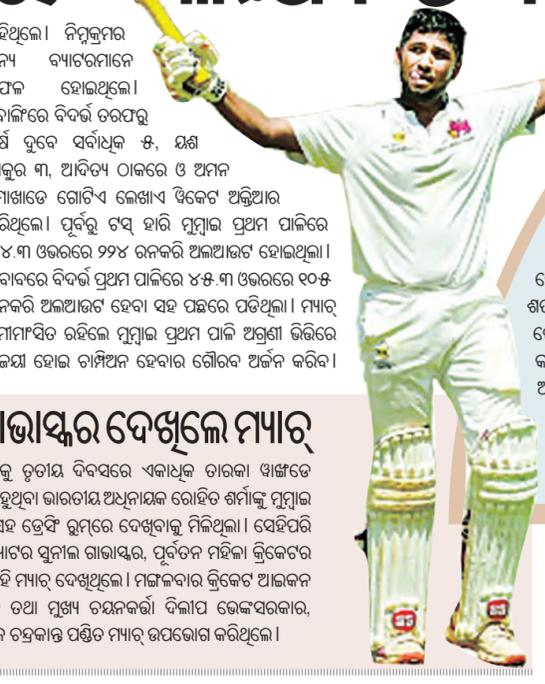 ହିଥିଲେ। ନିମ୍ନକ୍ରମର
ନ୍ୟ ବ୍ୟାଟରମାନେ
ଫଳ ହୋଇଥିଲେ।
ବାଲିଂରେ ବିଦର୍ଭ ତରଫରୁ
ର୍ଷ ଦୁବେ ସର୍ବାଧିକ ୫, ୟଶ
ାକୁର ୩, ଆଦିତ୍ୟ ଠାକରେ ଓ ଅମନ
ମାଖାଡେ ଗୋଟିଏ ଲେଖାଏ ୱିକେଟ ଅକ୍ତିଆର
ରିଥିଲେ। ପୂର୍ବରୁ ଟସ୍ ହାରି ମୁମ୍ବାଇ ପ୍ରଥମ ପାଳିରେ
୪.୩ ଓଭରରେ ୨୨୪ ରନକରି ଅଲଆଉଟ ହୋଇଥିଲା।
ବାବରେ ବିଦର୍ଭ ପ୍ରଥମ ପାଳିରେ ୪୫.୩ ଓଭରରେ ୧୦୫
ନକରି ଅଲଆଉଟ ହେବା ସହ ପଛରେ ପଡିଥିଲା। ମ୍ୟାଚ୍
ମୀମାଂସିତ ରହିଲେ ମୁମ୍ବାଇ ପ୍ରଥମ ପାଳି ଅଗ୍ରଣୀ ଭିତ୍ତିରେ
ଜୟୀ ହୋଇ ଚାମ୍ପିଅନ ହେବାର ଗୌରବ ଅର୍ଜନ କରିବ।
ାଭାସ୍କର ଦେଖିଲେ ମ୍ୟାଚ୍
କୁ ତୃତୀୟ ଦିବସରେ ଏକାଧିକ ତାରକା ୱାଙ୍ଖଡେ
ହୁଥିବା ଭାରତୀୟ ଅଧିନାୟକ ରୋହିତ ଶର୍ମାଙ୍କୁ ମୁମ୍ବାଇ
ସହ ଡ୍ରେସିଂ ରୁମ୍‌ରେ ଦେଖିବାକୁ ମିଳିଥିଲା। ସେହିପରି
ୟାଟର ସୁନୀଲ ଗାଭାସ୍କର, ପୂର୍ବତନ ମହିଳା କ୍ରିକେଟର
ହି ମ୍ୟାଚ୍ ଦେଖିଥିଲେ। ମଙ୍ଗଳବାର କ୍ରିକେଟ ଆଇକନ
ତଥା ମୁଖ୍ୟ ଚୟନକର୍ତ୍ତା ଦିଲୀପ ଭେଙ୍ଗସରକାର,
ନ ଚନ୍ଦ୍ରକାନ୍ତ ପଣ୍ଡିତ ମ୍ୟାଚ୍ ଉପଭୋଗ କରିଥିଲେ।